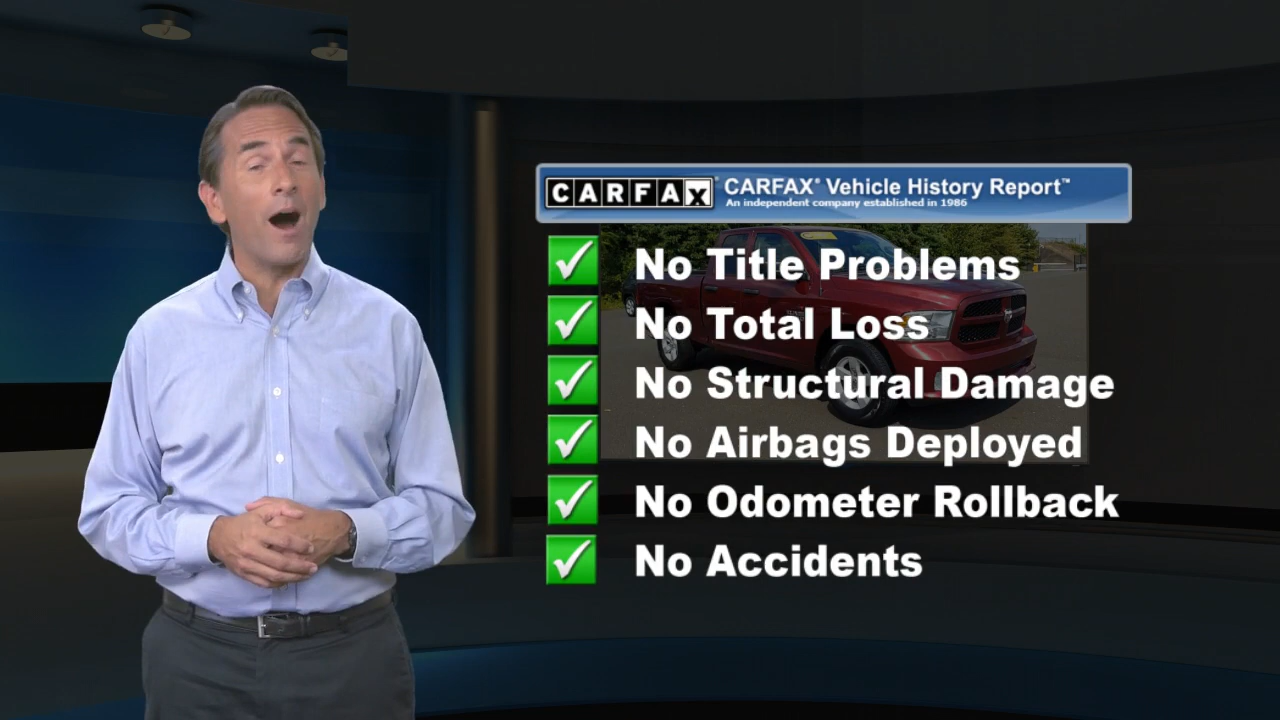 CARFAX® CARFAX® Vehicle History Report™
An independent company established in 1986
No Title Problems
No Total Loss
No Structural Damage
No Airbags Deployed
No Odometer Rollback
No Accidents